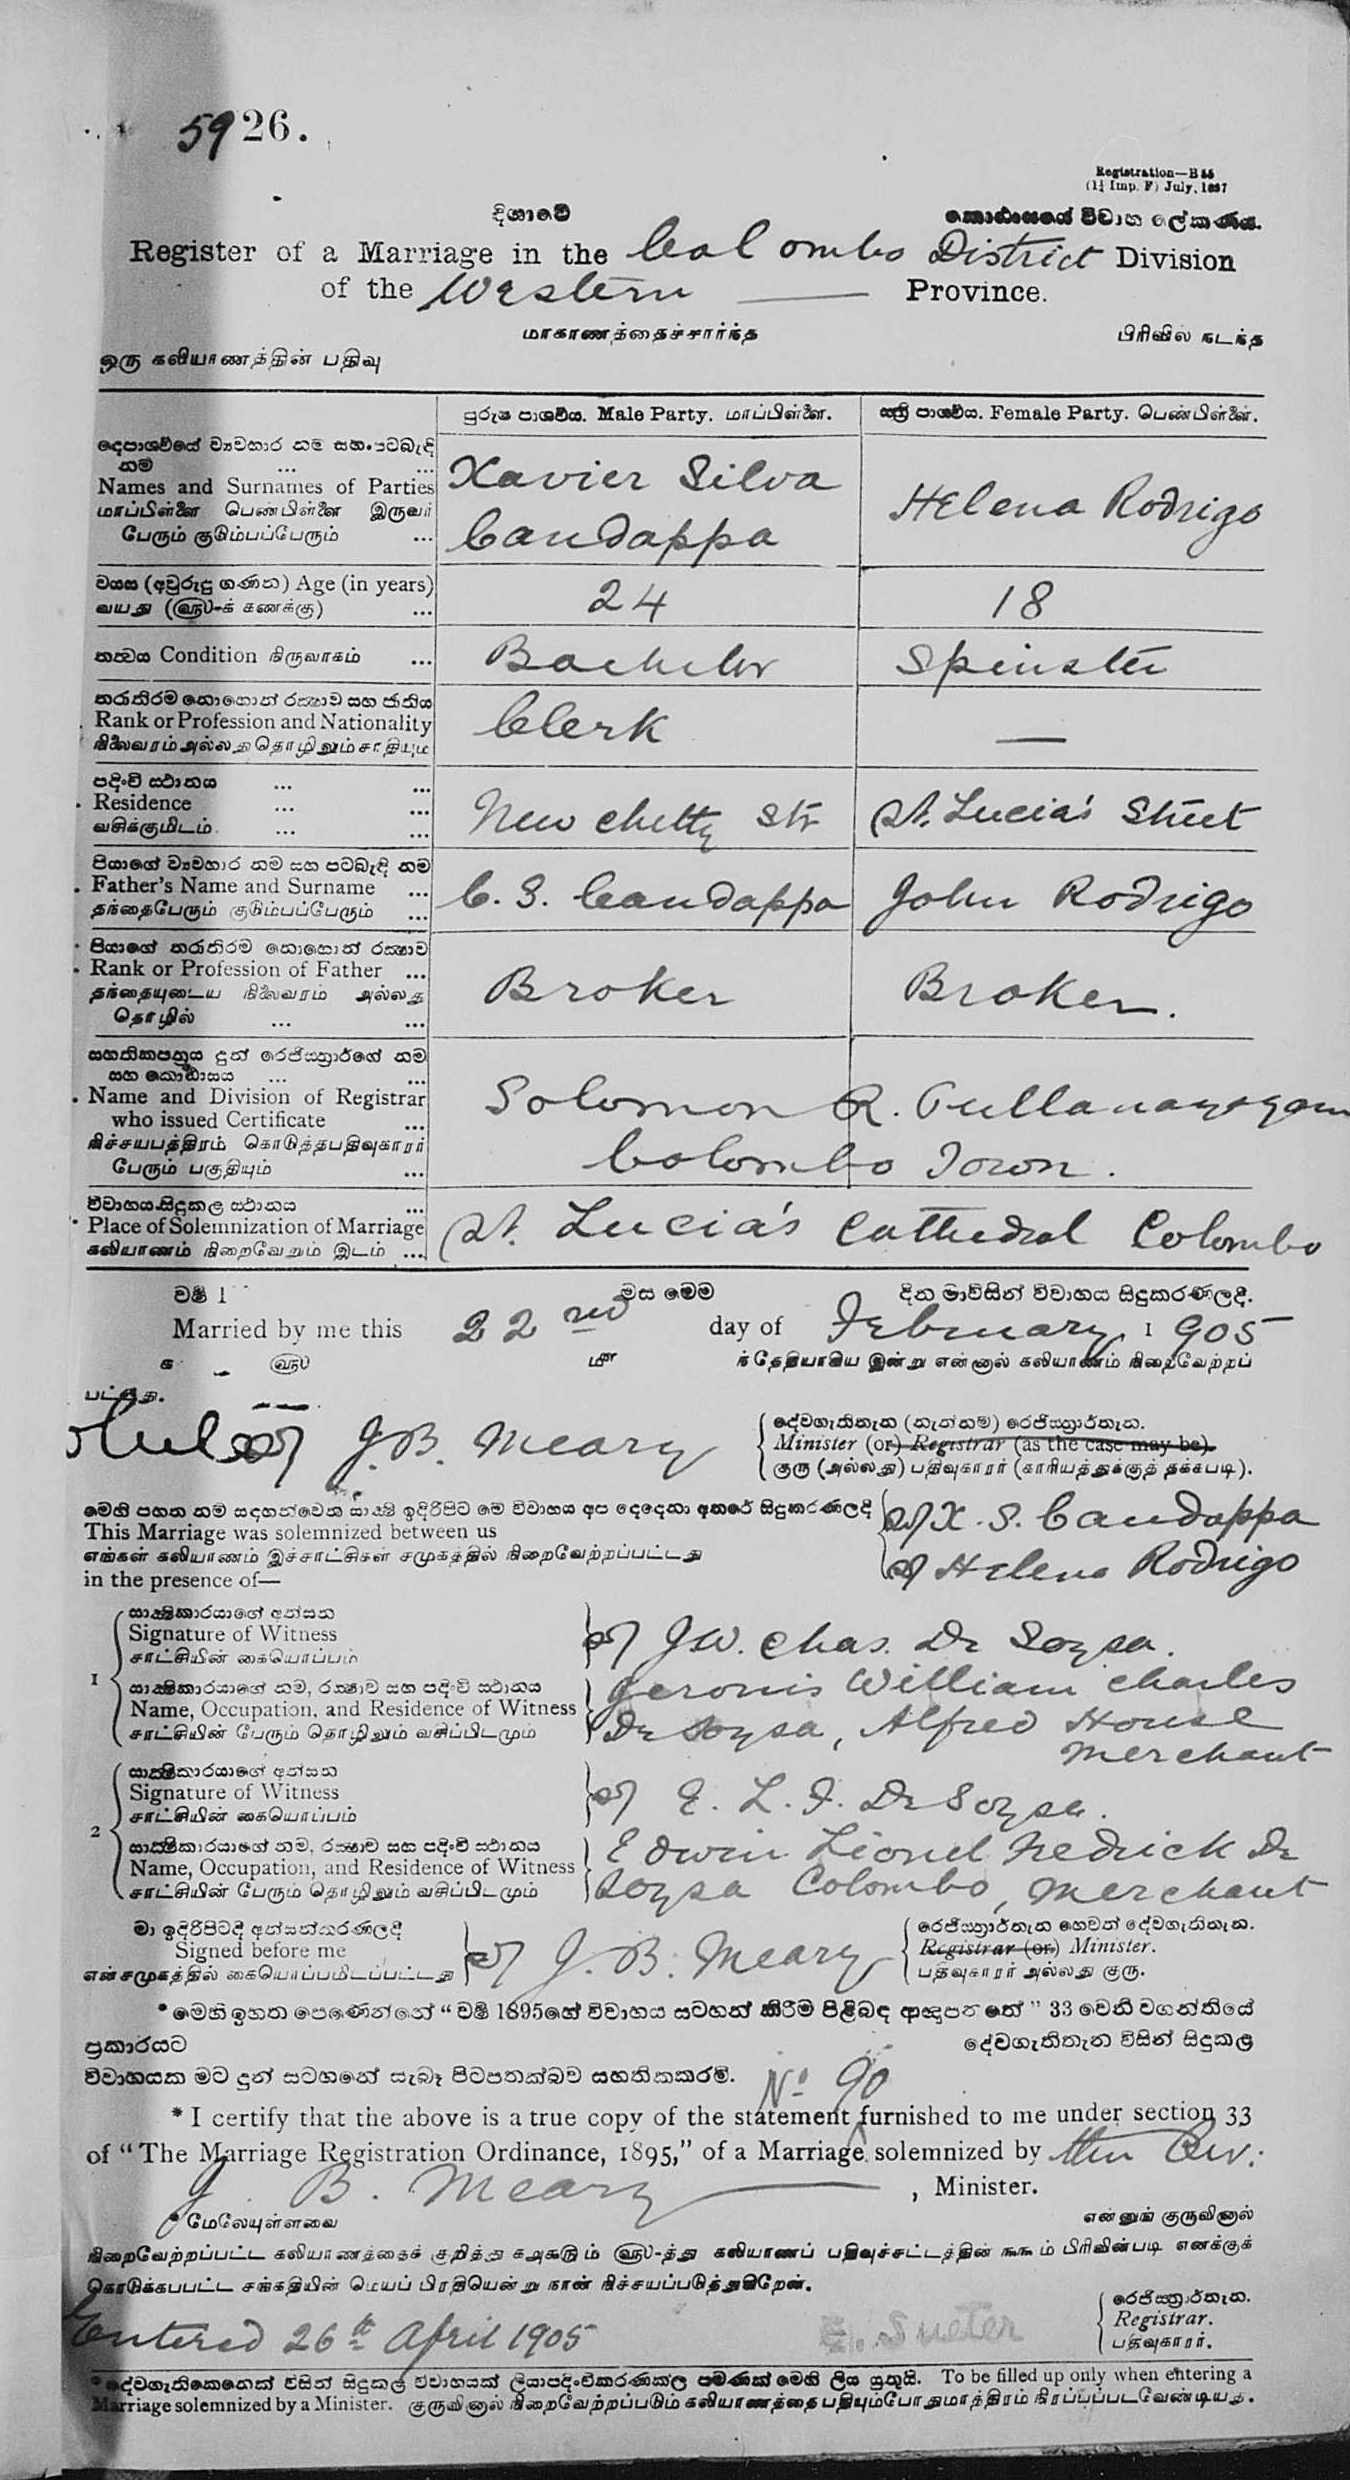 5926.
Registration—B 55
(1¼ Imp. F) July, 1897
දිශාවේ කොඨාසයේ විවාහ ලේකණය.
Register of a Marriage in the Colombo District Division
of the Western — Province.
மாகாணத்தைச்சார்ந்த பிரிவில் நடந்த
ஒரு கலியாணத்தின் பதிவு
පුරුෂ පාර්ශවය. Male Party. மாப்பிள்ளை. ස්ත්‍රී පාර්ශවය. Female Party. பெண்பிள்ளை.
දෙපාර්ශවයේ ව්‍යවහාර නම සහ පටබැඳි
නම ... ...
Names and Surnames of Parties Xavier Silva Candappa Helena Rodrigo
மாப்பிள்ளை பெண்பிள்ளை இருவர்
பேரும் குடும்பப்பேரும் ...
වයස (අවුරුදු ගණන) Age (in years) 24 18
வயது (ஆ௵-க் கணக்கு) ...
තත්වය Condition நிருவாகம் ... Bachelor Spinster
තරාතිරම නොහොත් රක්ෂාව සහ ජාතිය
Rank or Profession and Nationality Clerk —
நிலைவரம் அல்லது தொழிலும் சாதியும்
පදිංචි ස්ථානය ... ...
Residence ... ... New Chetty Str St. Lucia's Street
வசிக்குமிடம். ... ...
පියාගේ ව්‍යවහාර නම සහ පටබැඳි නම
Father's Name and Surname ... C. S. Candappa John Rodrigo
தந்தைபேரும் குடும்பப்பேரும் ...
පියාගේ තරාතිරම නොහොත් රක්ෂාව
Rank or Profession of Father ... Broker Broker.
தந்தையுடைய நிலைவரம் அல்லது
தொழில் ... ...
සහතිකපත්‍රය දුන් රෙජිස්ත්‍රාර්ගේ නම
සහ කොඨාසය ... ...
Name and Division of Registrar Solomon R.
who issued Certificate ... Colombo Town.
நிச்சயபத்திரம் கொடுத்தபதிவுகாரர்
பேரும் பகுதியும் ...
විවාහය සිදුකල ස්ථානය ...
Place of Solemnization of Marriage St. Lucia's Cathedral Colombo
கலியாணம் நிறைவேறும் இடம் ...
වර්ෂ 1 මස මෙම දින මාවිසින් විවාහය සිදුකරණලදී.
Married by me this 22nd day of February 1905
ந்தேதியாகிய இன்று என்னால் கலியாணம் நிறைவேற்றப்
பட்டது.
J. B. Meary
දේවගැතිතැන (නැත්නම්) රෙජිස්ත්‍රාර්තැන.
Minister (or) Registrar (as the case may be).
குரு (அல்லது) பதிவுகாரர் (காரியத்துக்குத் தக்கபடி).
මෙහි පහත නම් සඳහන්වෙන සාක්ෂි ඉදිරිපිට මේ විවාහය අප දෙදෙනා අතරේ සිදුකරණලදි
X. S. Candappa
This Marriage was solemnized between us
எங்கள் கலியாணம் இச்சாட்சிகள் சமுகத்தில் நிறைவேற்றப்பட்டது
Helena Rodrigo
in the presence of—
සාක්ෂිකාරයාගේ අත්සන
Signature of Witness J W. Chas. De Soysa.
சாட்சியின் கையொப்பம்
1
සාක්ෂිකාරයාගේ නම, රක්ෂාව සහ පදිංචි ස්ථානය Jeronis William Charles
Name, Occupation, and Residence of Witness De Soysa, Alfred House
சாட்சியின் பேரும் தொழிலும் வசிப்பிடமும் Merchant
සාක්ෂිකාරයාගේ අත්සන
Signature of Witness E. L. F. De Soysa.
சாட்சியின் கையொப்பம்
2
සාක්ෂිකාරයාගේ නම, රක්ෂාව සහ පදිංචි ස්ථානය Edwin Lionel Fredrick De
Name, Occupation, and Residence of Witness Soysa Colombo, Merchant
சாட்சியின் பேரும் தொழிலும் வசிப்பிடமும்
මා ඉදිරිපිටදී අත්සන්කරණලදී
Signed before me J. B. Meary
என்சமுகத்தில் கையொப்பமிடப்பட்டது
රෙජිස්ත්‍රාර්තැන හෙවත් දේවගැතිතැන.
Registrar (or) Minister.
பதிவுகாரர் அல்லது குரு.
* මෙහි ඉහත පෙණෙන්නේ “ වර්ෂ 1895හේ විවාහය සටහන් කිරීම පිළිබඳ ආඥාපනතේ ” 33 වෙනි වගන්තියේ
ප්‍රකාරයට දේවගැතිතැන විසින් සිදුකල
විවාහයක මට දුන් සටහනේ සැබෑ පිටපතක්බව සහතිකකරමි. No 90
* I certify that the above is a true copy of the statement furnished to me under section 33
of “The Marriage Registration Ordinance, 1895,” of a Marriage solemnized by the Rev:
J. B. Meary — , Minister.
* மேலேயுள்ளவை என்னுங் குருவினால்
நிறைவேற்றப்பட்ட கலியாணத்தைச் குறித்து ௧௮௯௫ம் ௵-த்து கலியாணப் பதிவுச்சட்டத்தின் ௩௩ம் பிரிவின்படி எனக்குக்
கொடுக்கப்பட்ட சங்கதியின் மெய்ப் பிரதியென்று நான் நிச்சயப்படுத்துகிறேன்.
Entered 26th April 1905
රෙජිස්ත්‍රාර්තැන.
Registrar.
பதிவுகாரர்.
* දේවගැතිකෙනෙක් විසින් සිදුකල විවාහයක් ලියාපදිංචිකරණකල පමණක් මෙහි ලිය යුතුයි. To be filled up only when entering a
Marriage solemnized by a Minister. குருவினால் நிறைவேற்றப்படும் கலியாணத்தை பதியும்போதுமாத்திரம் நிரப்பப்படவேண்டியது.